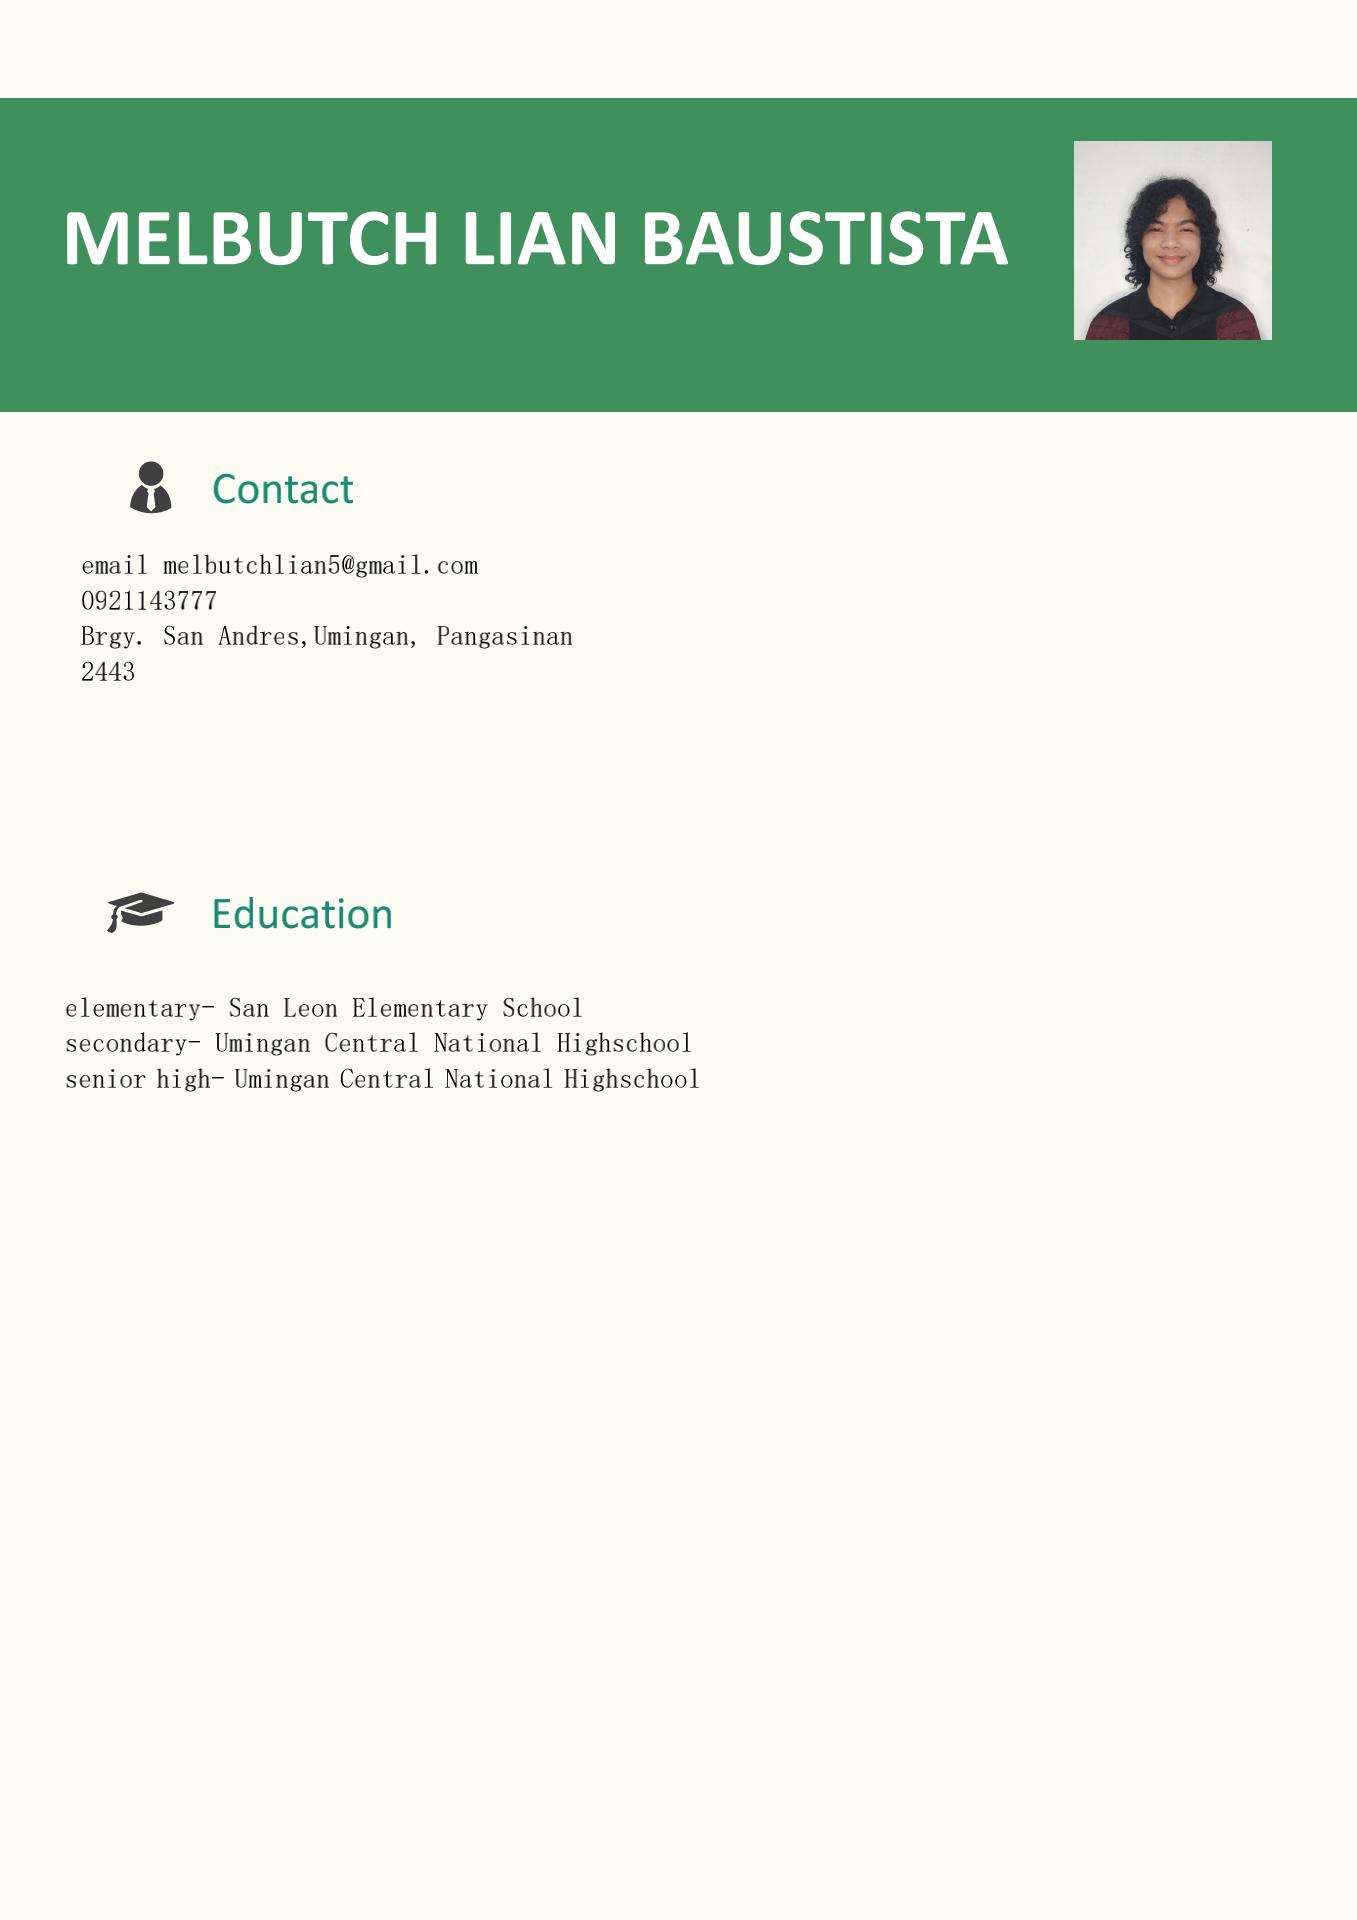 MELBUTCH LIAN BAUSTISTA
Contact
email melbutchlian5@gmail.com
0921143777
Brgy. San Andres,Umingan, Pangasinan
2443
Education
elementary- San Leon Elementary School
secondary- Umingan Central National Highschool
senior high- Umingan Central National Highschool